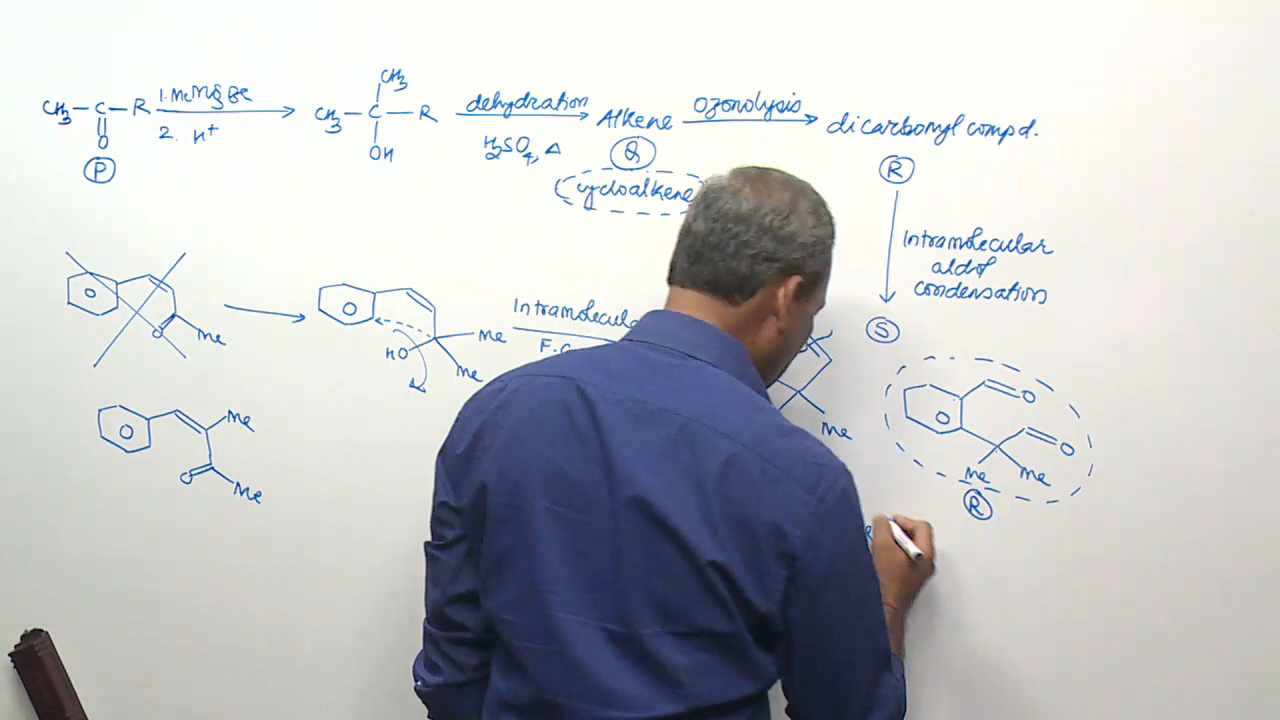 CH3-C-R
O
P
1. MeMgBr
2. H+
CH3
CH3-C-R
OH
dehydration
H2SO4, Δ
Alkene
Q
cycloalkene
Ozonolysis
dicarbonyl compd.
R
Intramolecular
aldol
condensation
S
O
Me
HO
Me
Me
Intramolecula
F.C
Me
O
O
Me Me
R
Me
O
Me